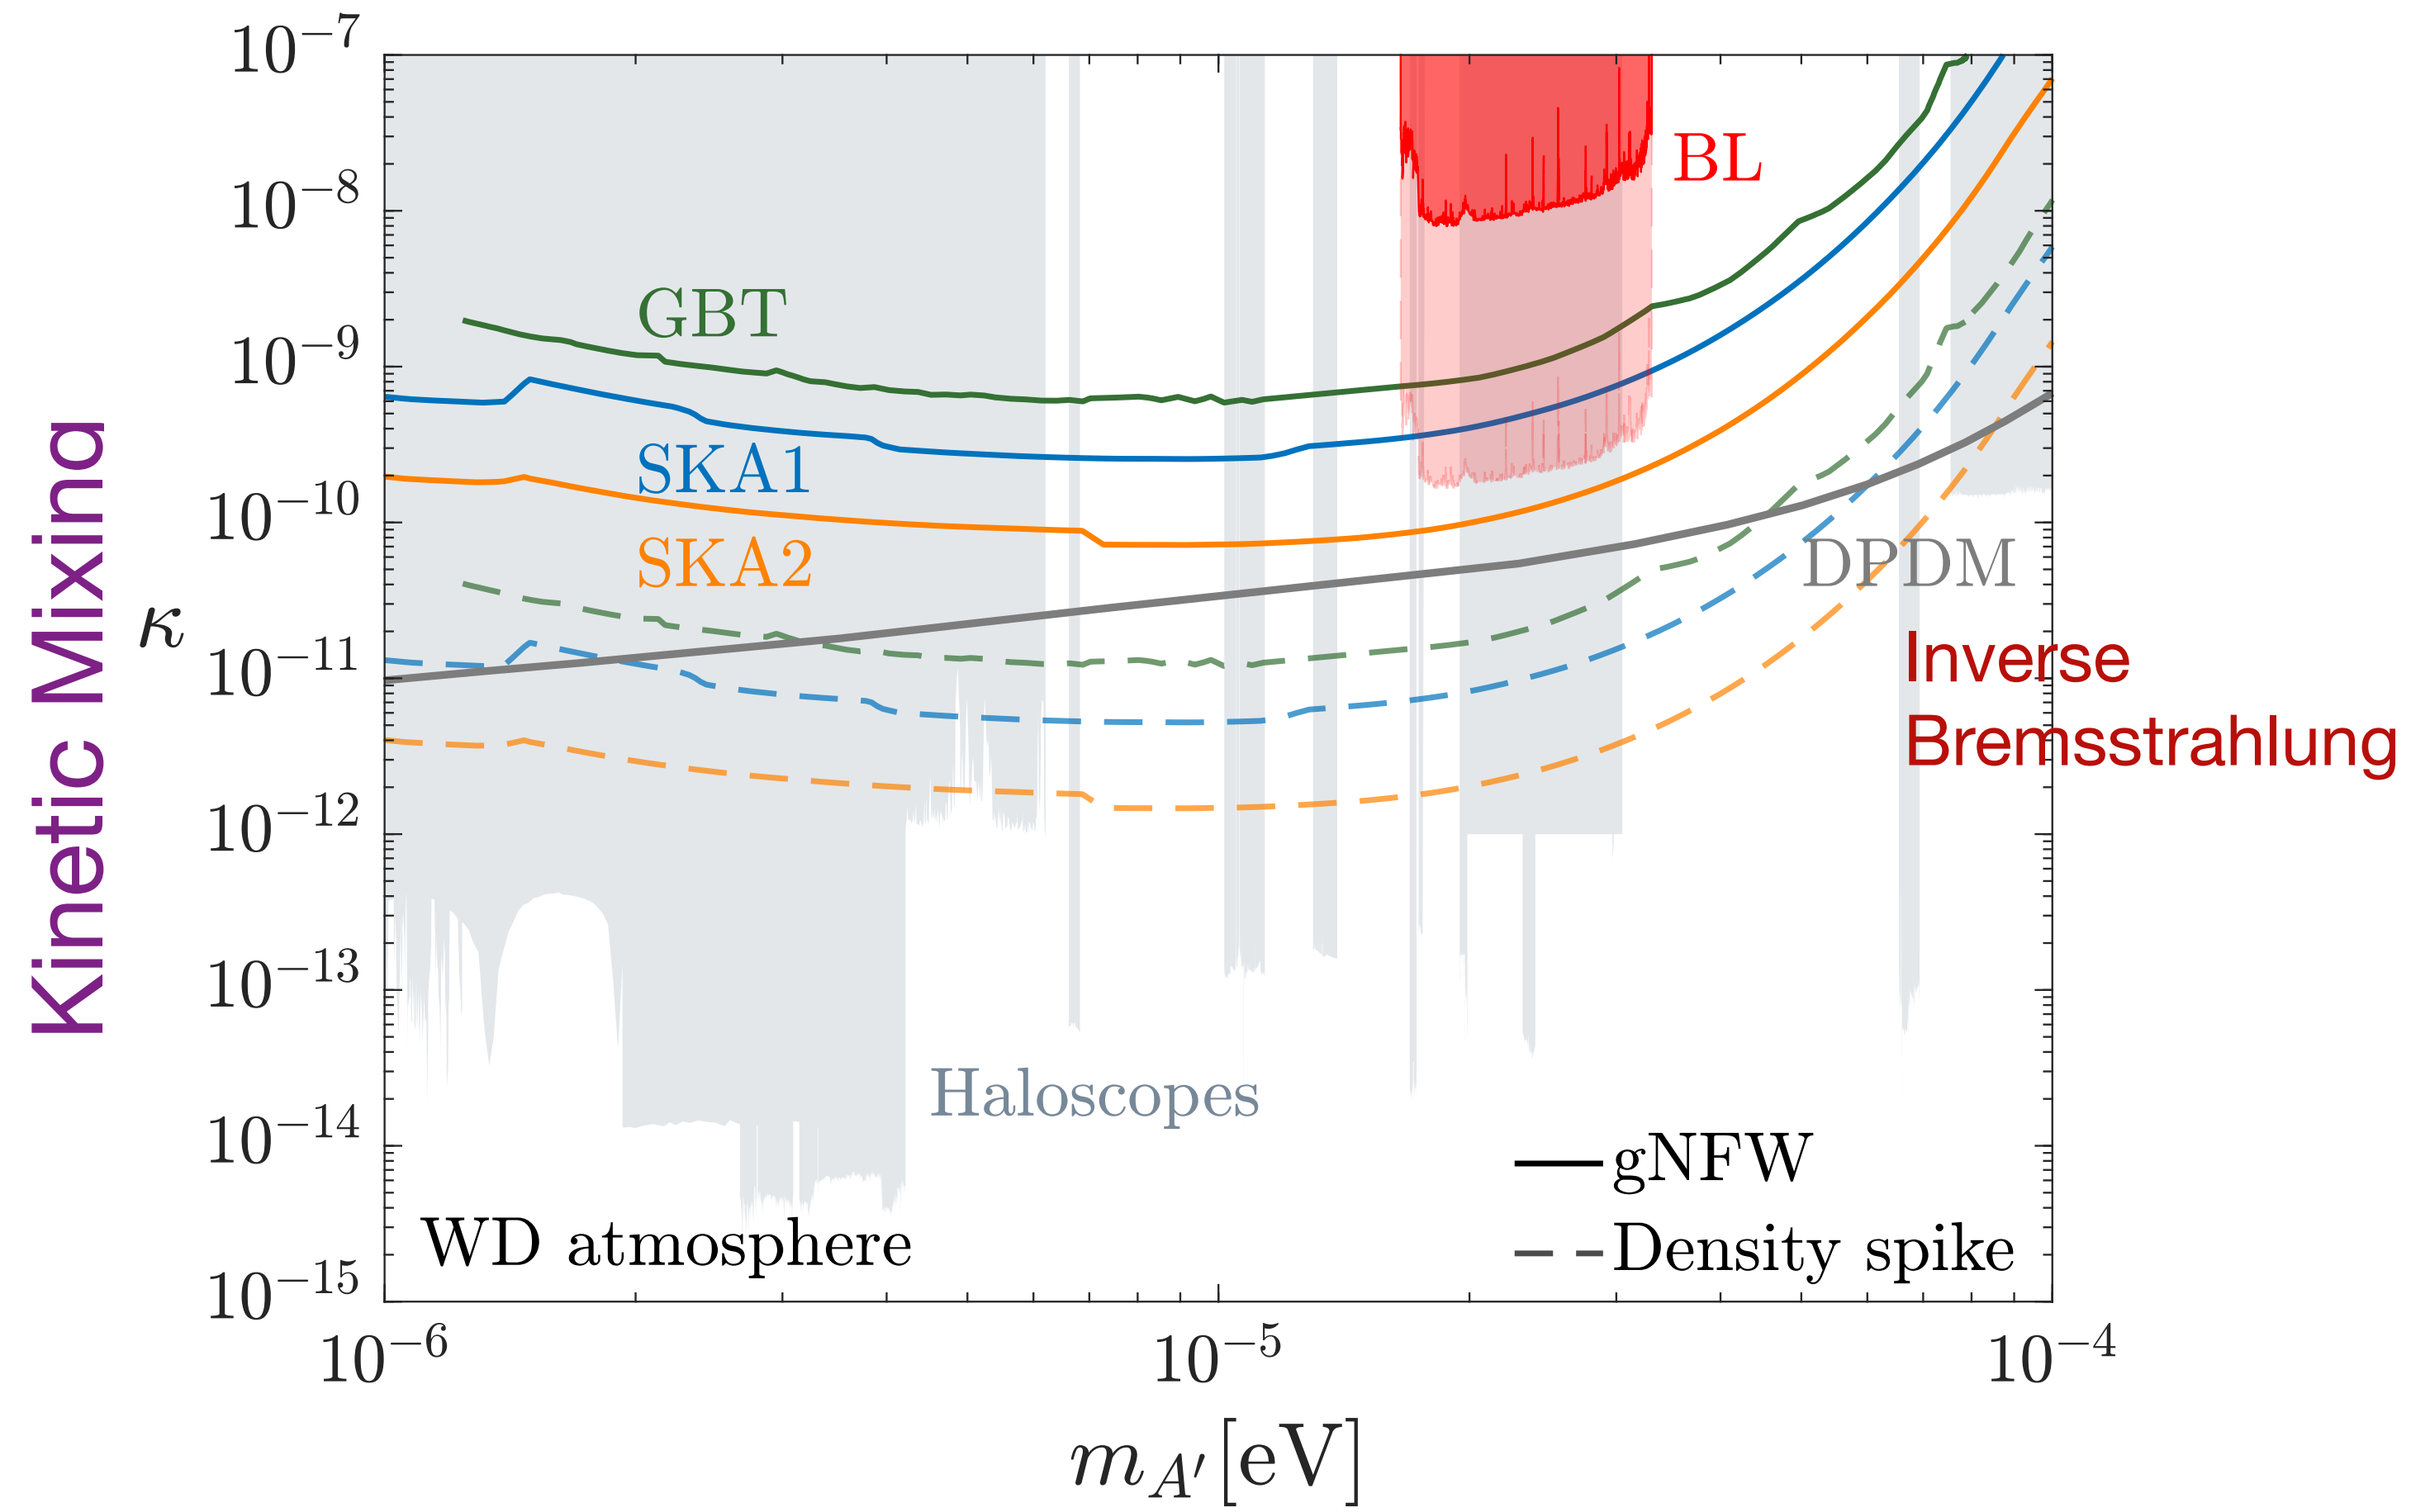 10−7
10−8
10−9
10−10
10−11
10−12
10−13
10−14
10−15
Kinetic Mixing
κ
BL
GBT
SKA1
SKA2
DPDM
Inverse
Bremsstrahlung
Haloscopes
gNFW
WD atmosphere
Density spike
10−6
10−5
10−4
mA′[eV]